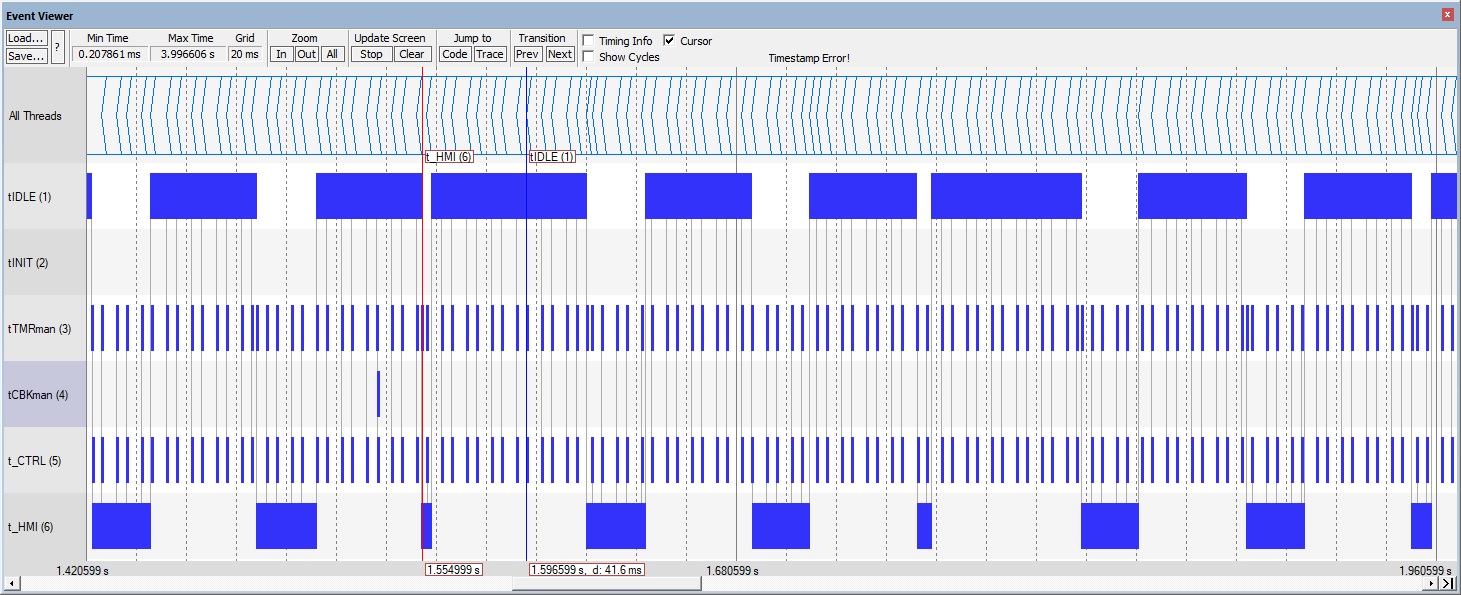 Event Viewer
Load... Min Time Max Time Grid Zoom Update Screen Jump to Transition Timing Info Cursor
Save... ? 0.207861 ms 3.996606 s 20 ms In Out All Stop Clear Code Trace Prev Next Show Cycles Timestamp Error!
All Threads
t_HMI (6) tIDLE (1)
tIDLE (1)
tINIT (2)
tTMRman (3)
tCBKman (4)
t_CTRL (5)
t_HMI (6)
1.420599 s 1.554999 s 1.596599 s, d: 41.6 ms 1.680599 s 1.960599 s